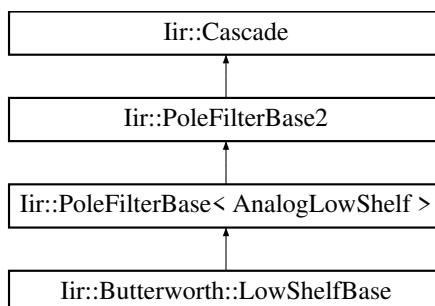 Iir::Cascade
Iir::PoleFilterBase2
Iir::PoleFilterBase< AnalogLowShelf >
Iir::Butterworth::LowShelfBase